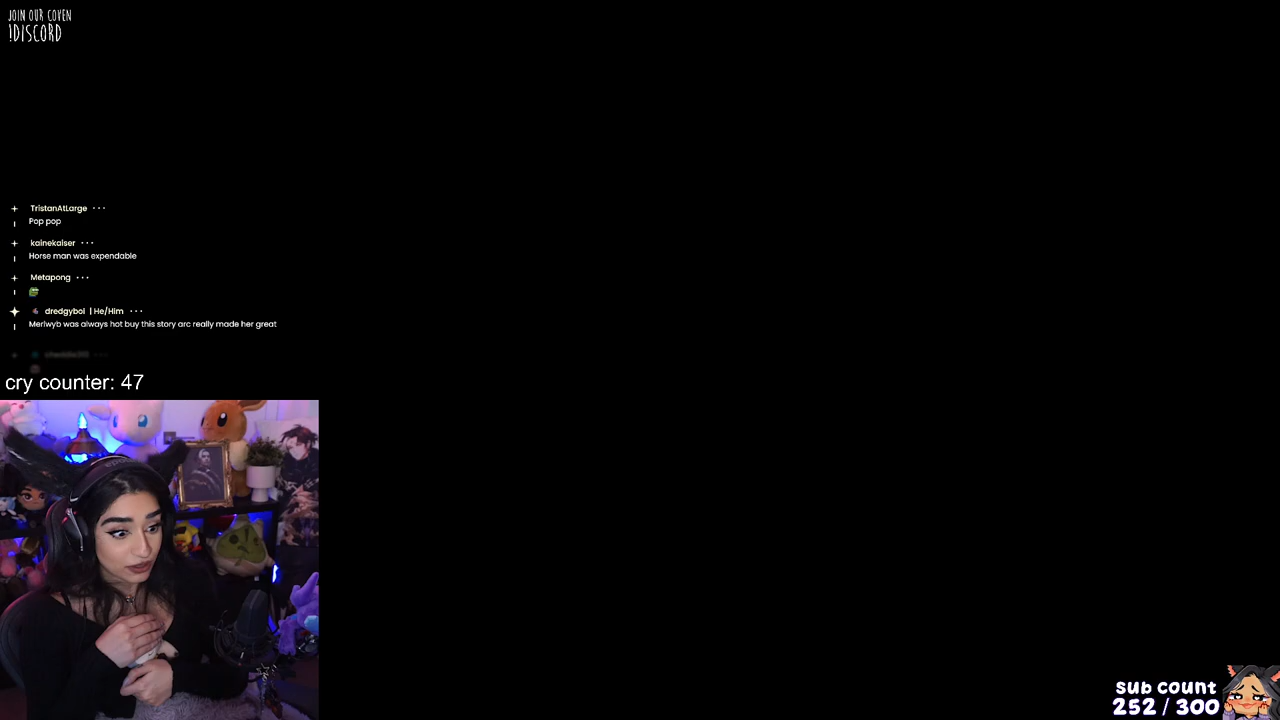 JOIN OUR COVEN
!DISCORD
TristanAtLarge
Pop pop
kainekaiser
Horse man was expendable
Metapong
dredgyboi | He/Him
Meriwyb was always hot buy this story arc really made her great
cry counter: 47
sub count
252 / 300